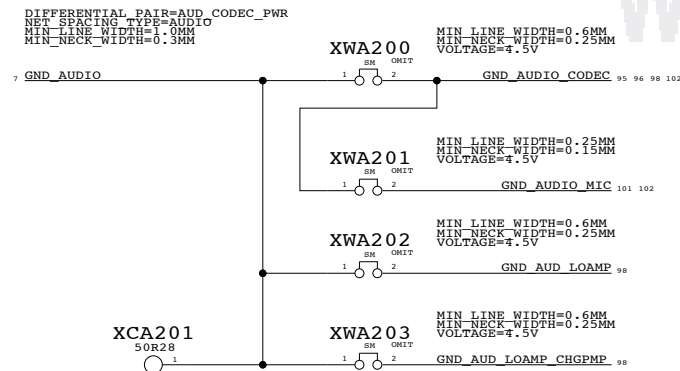 DIFFERENTIAL_PAIR=AUD_CODEC_PWR
NET_SPACING_TYPE=AUDIO
MIN_LINE_WIDTH=1.0MM
MIN_NECK_WIDTH=0.3MM
MIN_LINE_WIDTH=0.6MM
MIN_NECK_WIDTH=0.25MM
VOLTAGE=4.5V
XWA200
SM OMIT
7 GND_AUDIO 1 2 GND_AUDIO_CODEC 95 96 98 102
MIN_LINE_WIDTH=0.25MM
MIN_NECK_WIDTH=0.15MM
VOLTAGE=4.5V
XWA201
SM OMIT
1 2 GND_AUDIO_MIC 101 102
MIN_LINE_WIDTH=0.6MM
MIN_NECK_WIDTH=0.25MM
VOLTAGE=4.5V
XWA202
SM OMIT
1 2 GND_AUD_LOAMP 98
MIN_LINE_WIDTH=0.6MM
MIN_NECK_WIDTH=0.25MM
VOLTAGE=4.5V
XCA201
50R28
1
XWA203
SM OMIT
1 2 GND_AUD_LOAMP_CHGPMP 98